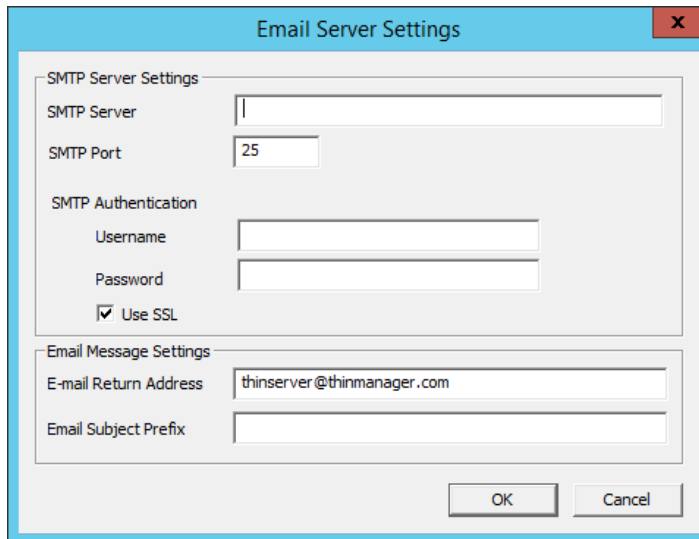 Email Server Settings
x
SMTP Server Settings
SMTP Server
SMTP Port 25
SMTP Authentication
Username
Password
Use SSL
Email Message Settings
E-mail Return Address thinserver@thinmanager.com
Email Subject Prefix
OK Cancel